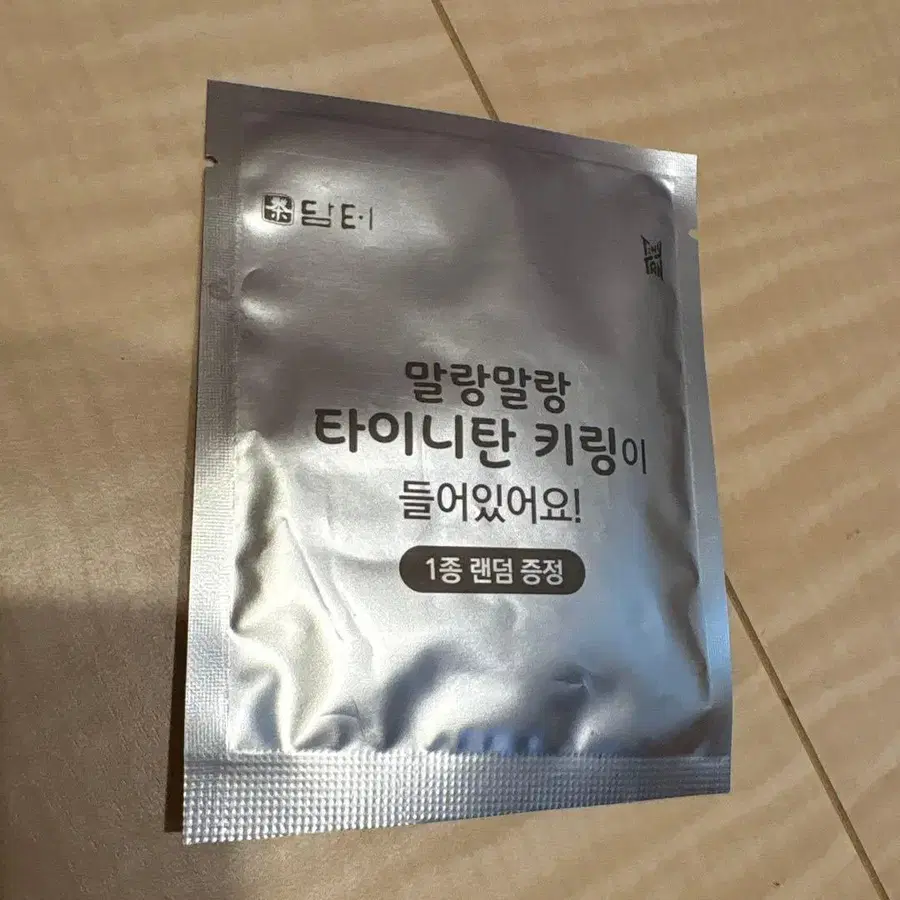 담터
말랑말랑
타이니탄 키링이
들어있어요!
1종 랜덤 증정